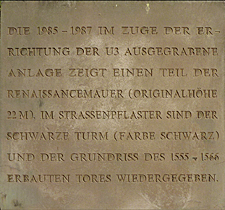 DIE 1985 – 1987 IM ZUGE DER ER-
RICHTUNG DER U3 AUSGEGRABENE
ANLAGE ZEIGT EINEN TEIL DER
RENAISSANCEMAUER (ORIGINALHÖHE
22 M). IM STRASSENPFLASTER SIND DER
SCHWARZE TURM (FARBE SCHWARZ)
UND DER GRUNDRISS DES 1555 – 1566
ERBAUTEN TORES WIEDERGEGEBEN.